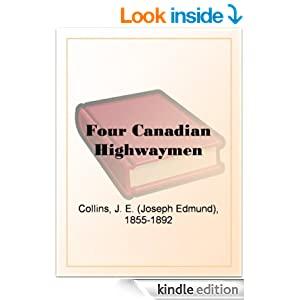 Look inside
Four Canadian
Highwaymen
Collins, J. E. (Joseph Edmund),
1855-1892
kindle edition